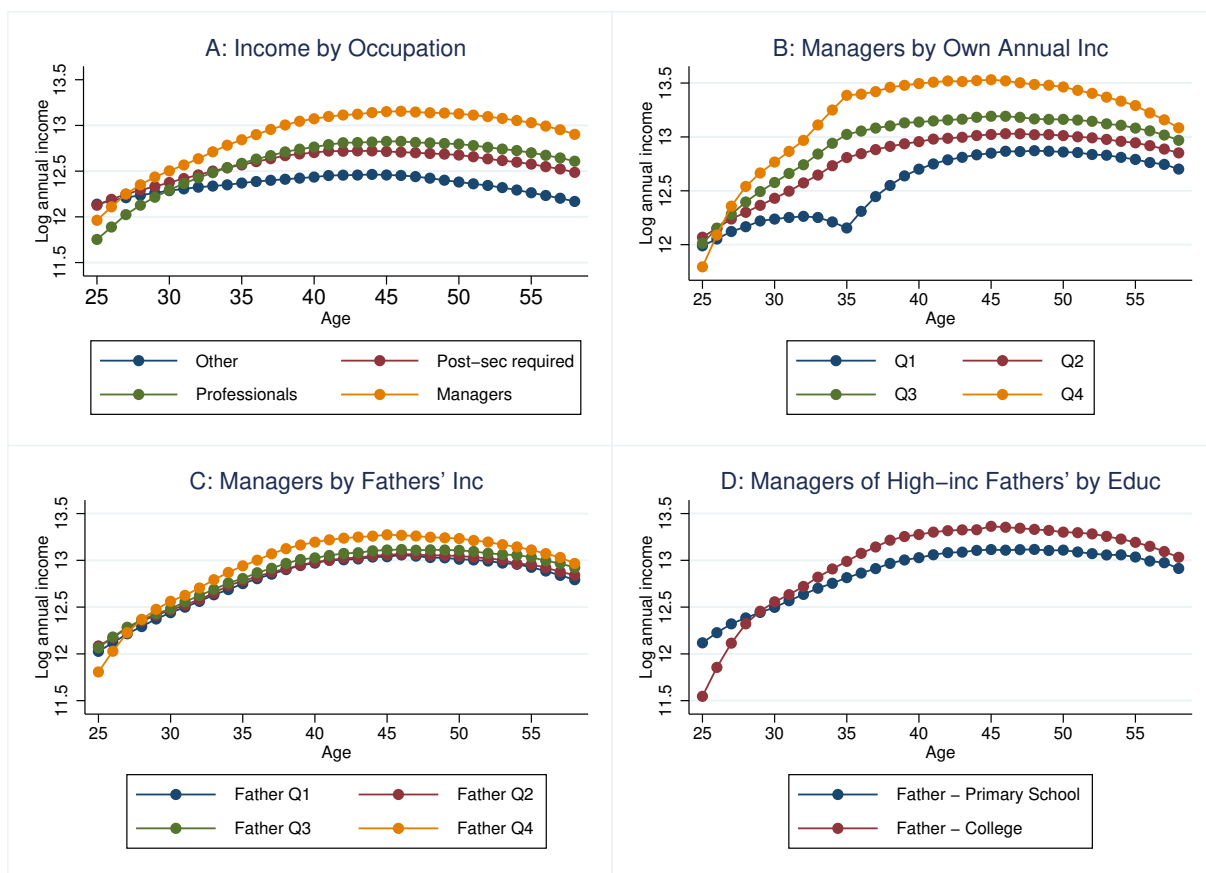 A: Income by Occupation
Log annual income
13.5
13
12.5
12
11.5
25 30 35 40 45 50 55
Age
Other Post−sec required
Professionals Managers
B: Managers by Own Annual Inc
Log annual income
13.5
13
12.5
12
25 30 35 40 45 50 55
Age
Q1 Q2
Q3 Q4
C: Managers by Fathers’ Inc
Log annual income
13.5
13
12.5
12
11.5
25 30 35 40 45 50 55
Age
Father Q1 Father Q2
Father Q3 Father Q4
D: Managers of High−inc Fathers’ by Educ
Log annual income
13.5
13
12.5
12
11.5
25 30 35 40 45 50 55
Age
Father − Primary School
Father − College